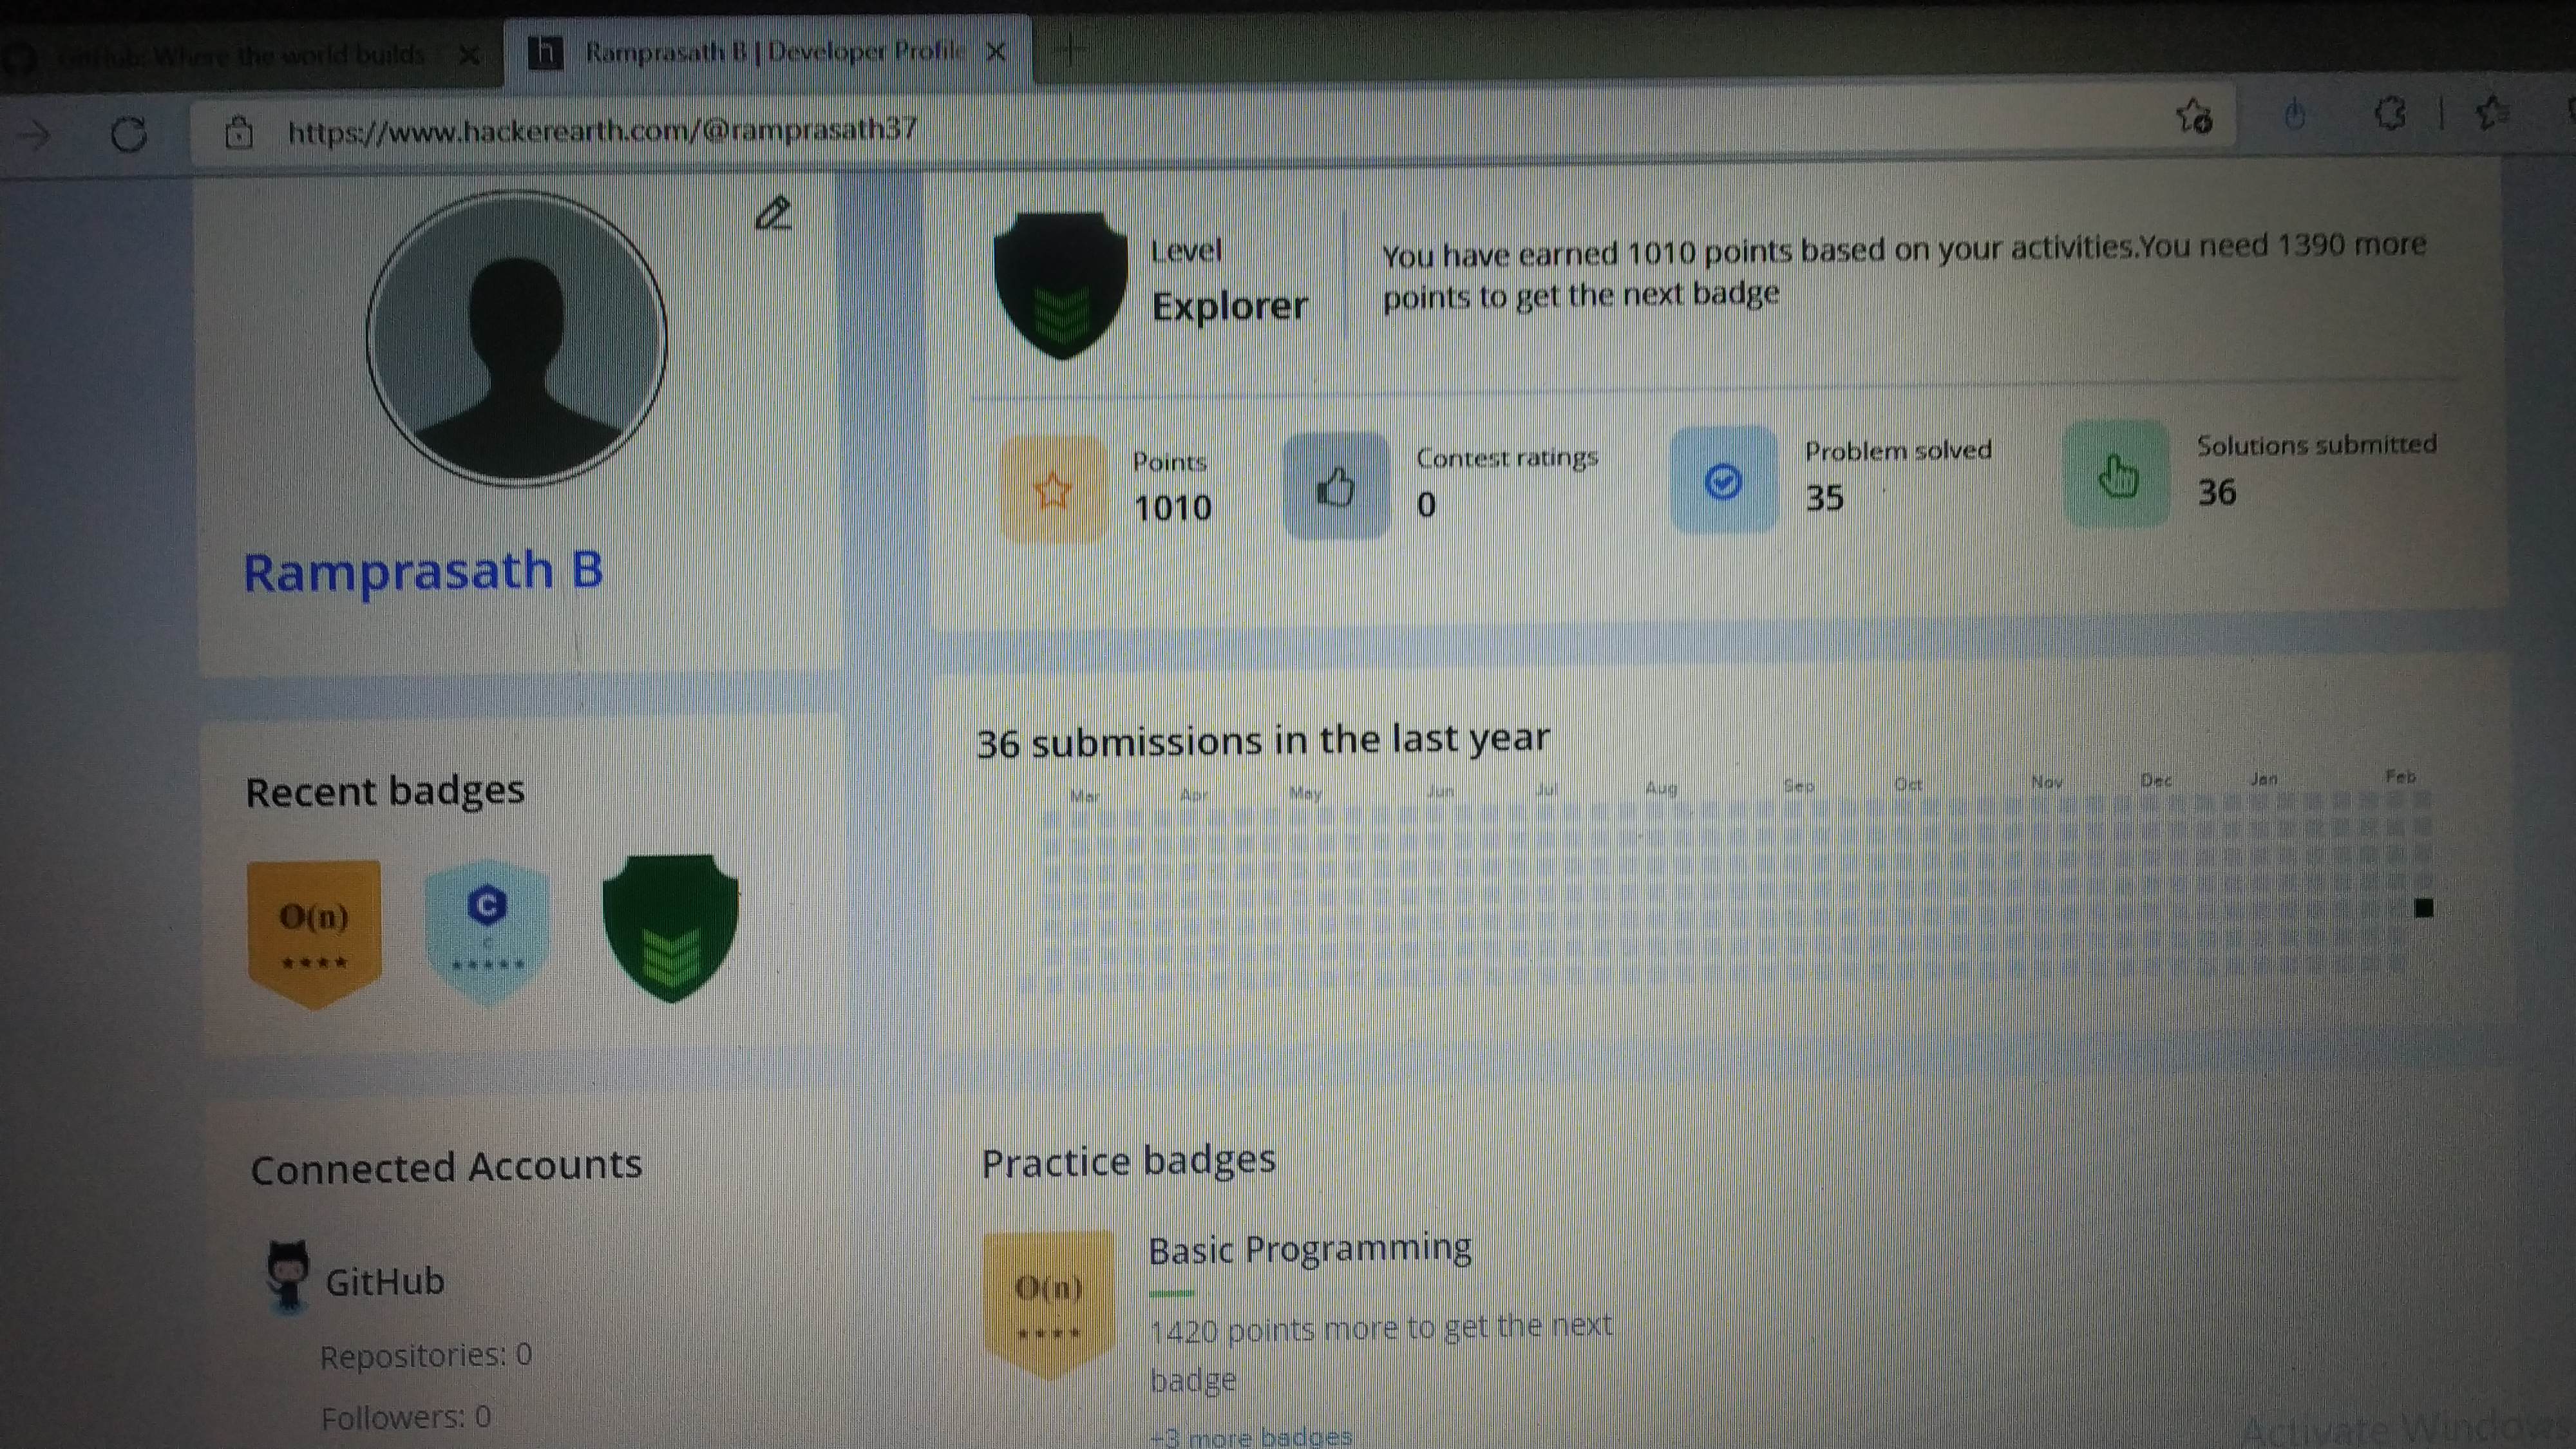 GitHub: Where the world builds
Ramprasath B | Developer Profile
https://www.hackerearth.com/@ramprasath37
Level
Explorer
You have earned 1010 points based on your activities.You need 1390 more
points to get the next badge
Points
1010
Contest ratings
0
Problem solved
35
Solutions submitted
36
Ramprasath B
36 submissions in the last year
Mar Apr May Jun Jul Aug Sep Oct Nov Dec Jan Feb
Recent badges
O(n)
C
C
Connected Accounts
GitHub
Repositories: 0
Followers: 0
Practice badges
O(n)
Basic Programming
1420 points more to get the next
badge
+3 more badges
Activate Windows